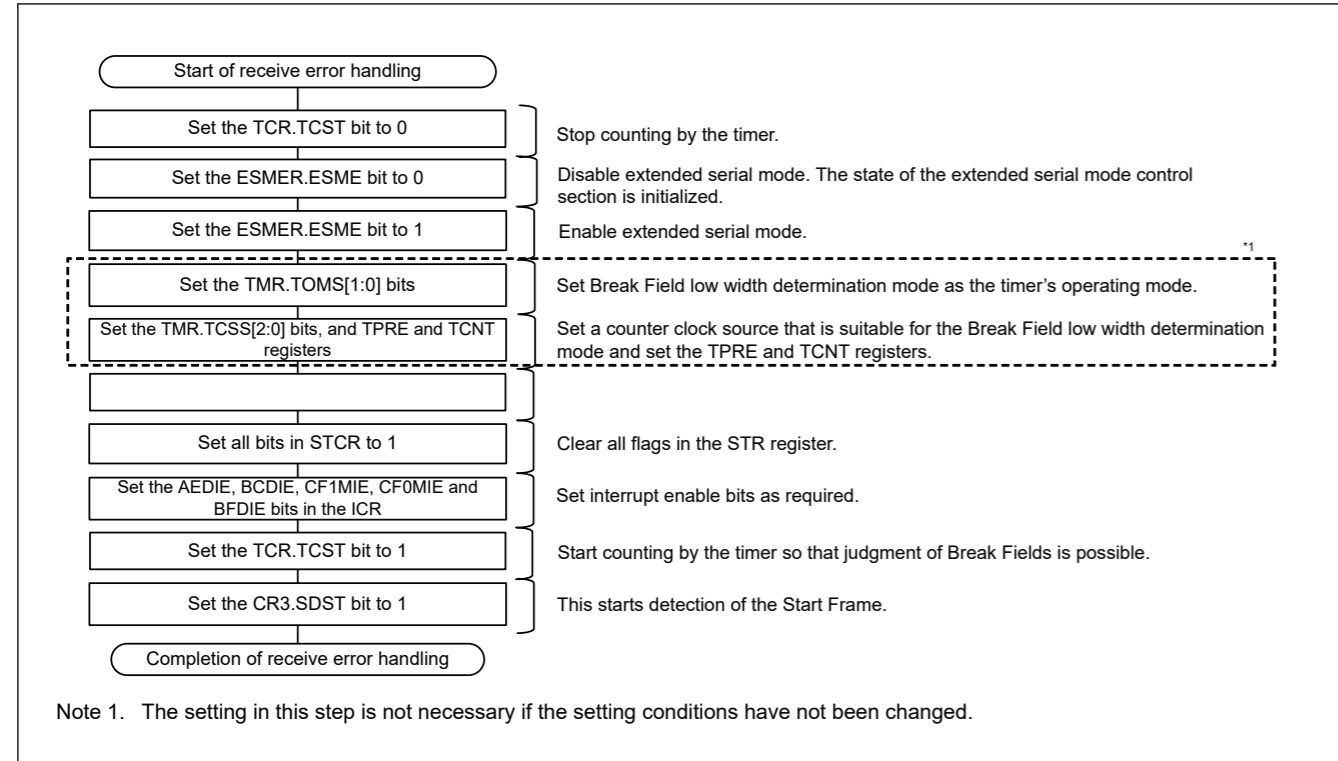 Start of receive error handling
Set the TCR.TCST bit to 0
Stop counting by the timer.
Set the ESMER.ESME bit to 0
Disable extended serial mode. The state of the extended serial mode control
section is initialized.
Set the ESMER.ESME bit to 1
Enable extended serial mode.
*1
Set the TMR.TOMS[1:0] bits
Set Break Field low width determination mode as the timer’s operating mode.
Set the TMR.TCSS[2:0] bits, and TPRE and TCNT
registers
Set a counter clock source that is suitable for the Break Field low width determination
mode and set the TPRE and TCNT registers.
Set all bits in STCR to 1
Clear all flags in the STR register.
Set the AEDIE, BCDIE, CF1MIE, CF0MIE and
BFDIE bits in the ICR
Set interrupt enable bits as required.
Set the TCR.TCST bit to 1
Start counting by the timer so that judgment of Break Fields is possible.
Set the CR3.SDST bit to 1
This starts detection of the Start Frame.
Completion of receive error handling
Note 1. The setting in this step is not necessary if the setting conditions have not been changed.